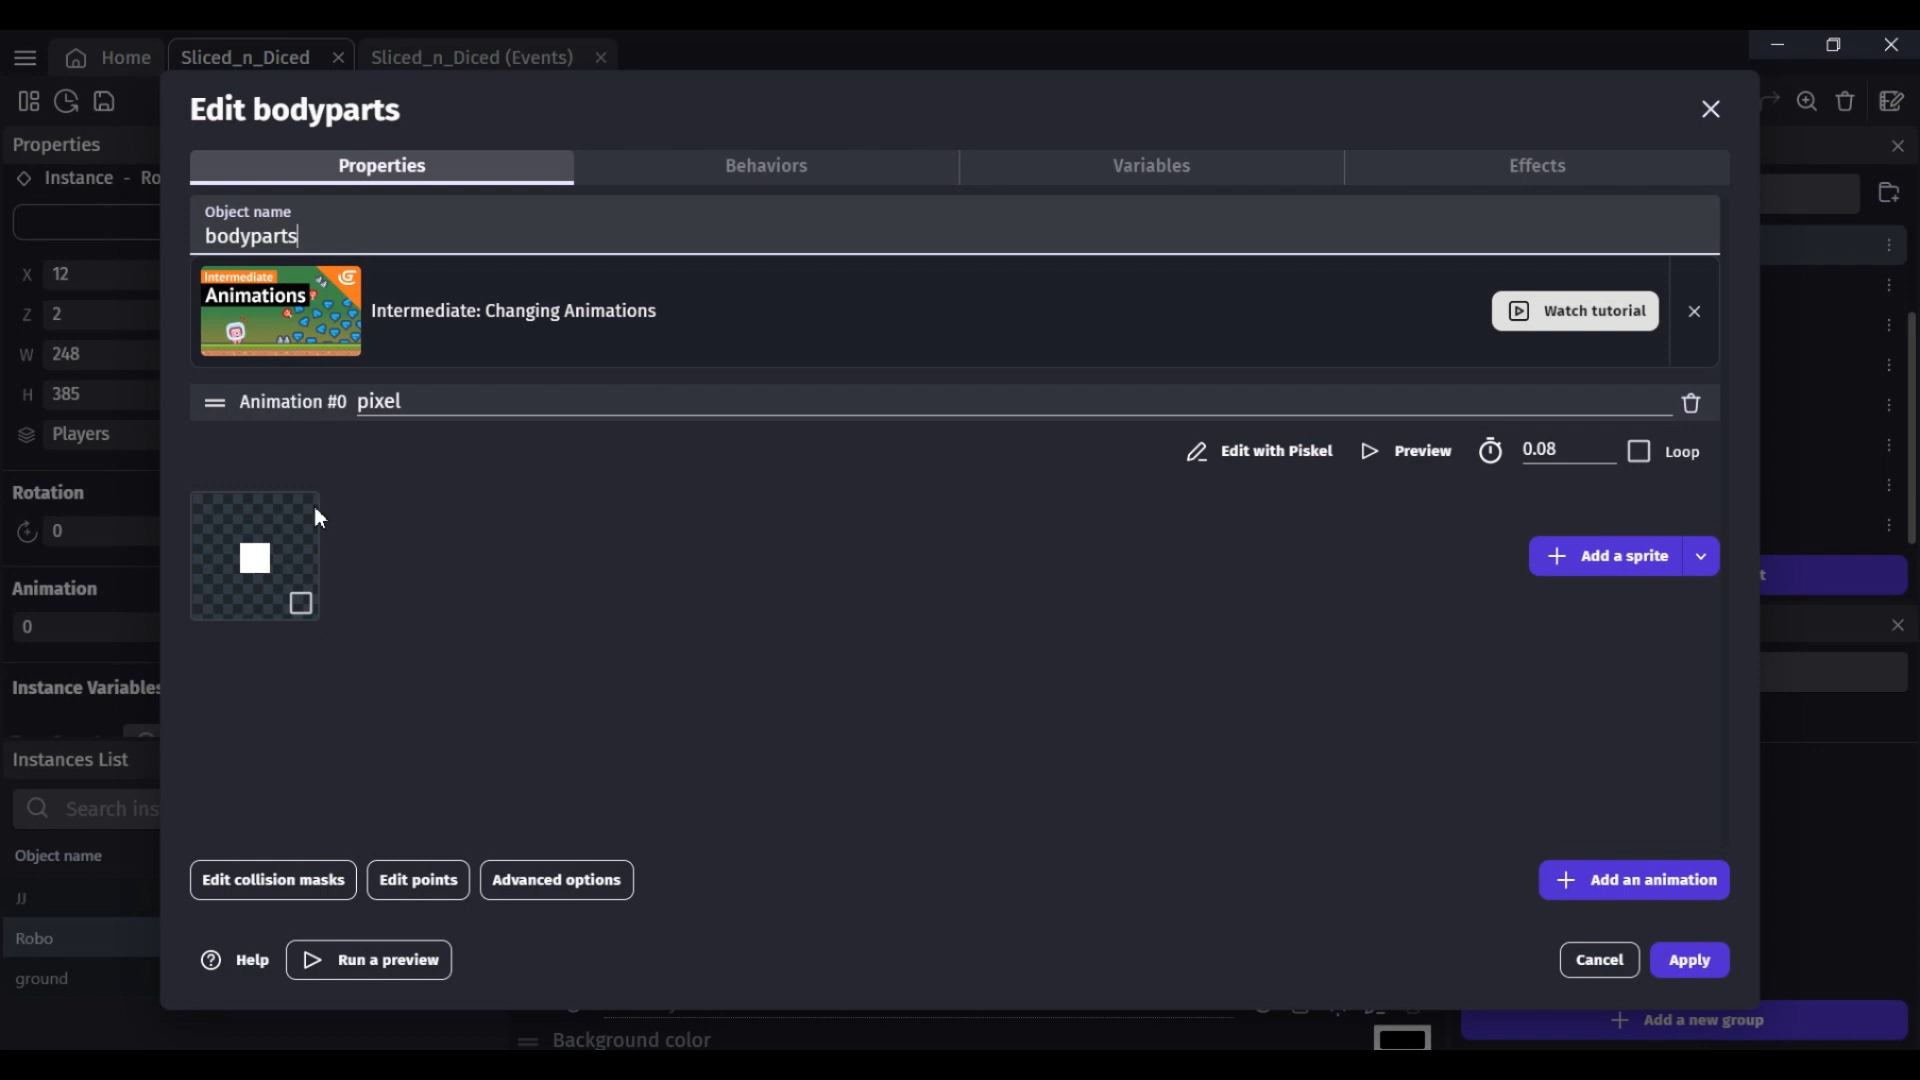 Home
Sliced_n_Diced
Sliced_n_Diced (Events)
Properties
Instance - Ro
X 12
Z 2
W 248
H 385
Players
Rotation
0
Animation
0
Instance Variables
Instances List
Search ins
Object name
JJ
Robo
ground
Edit bodyparts
Properties
Behaviors
Variables
Effects
Object name
bodyparts
Intermediate
Animations
Intermediate: Changing Animations
Watch tutorial
Animation #0 pixel
Edit with Piskel
Preview
0.08
Loop
Add a sprite
Edit collision masks
Edit points
Advanced options
Add an animation
Help
Run a preview
Cancel
Apply
t
Add a new group
Background color